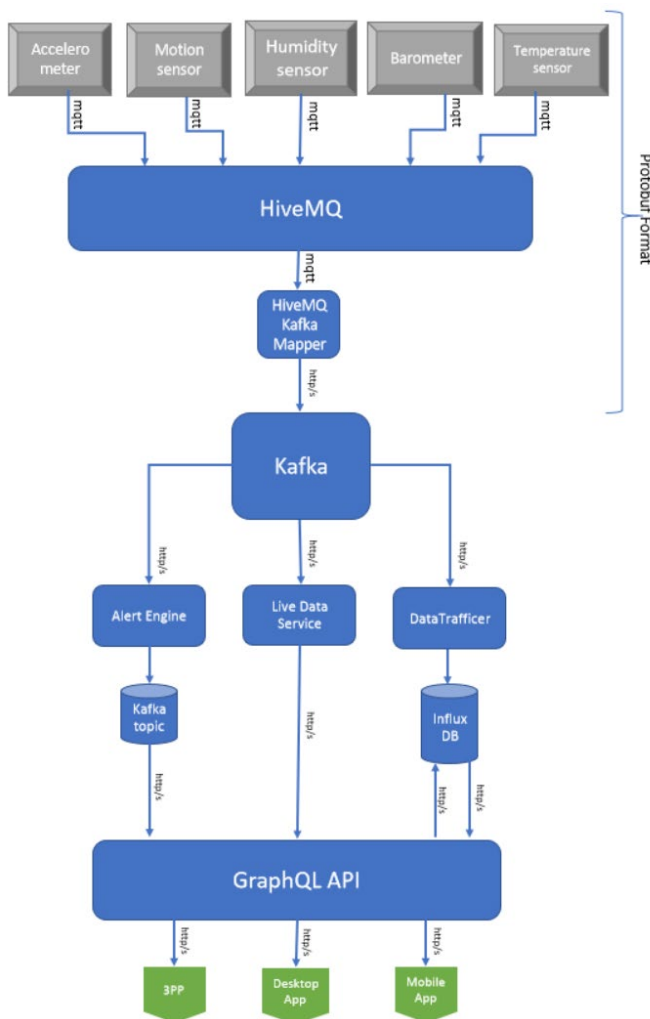 Accelero
meter
Motion
sensor
Humidity
sensor
Barometer
Temperature
sensor
mqtt
mqtt
mqtt
mqtt
mqtt
Protobuf Format
HiveMQ
mqtt
HiveMQ
Kafka
Mapper
http/s
Kafka
http/s
http/s
http/s
Alert Engine
Live Data
Service
DataTrafficer
Kafka
topic
Influx
DB
http/s
http/s
http/s
http/s
GraphQL API
http/s
http/s
http/s
3PP
Desktop
App
Mobile
App